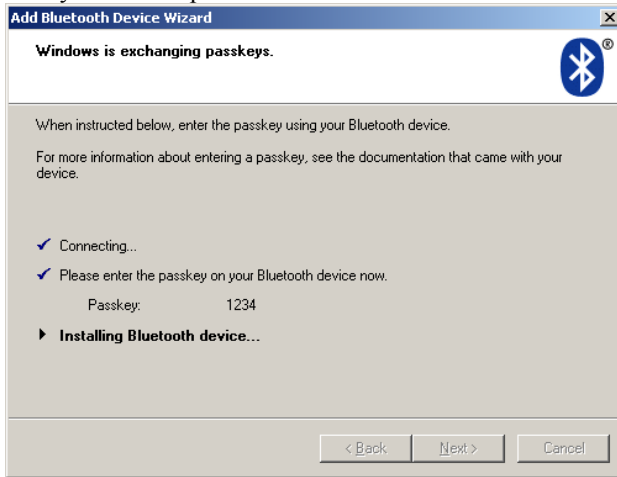 Add Bluetooth Device Wizard
Windows is exchanging passkeys.
®
When instructed below, enter the passkey using your Bluetooth device.
For more information about entering a passkey, see the documentation that came with your
device.
Connecting...
Please enter the passkey on your Bluetooth device now.
Passkey: 1234
Installing Bluetooth device...
< Back Next > Cancel